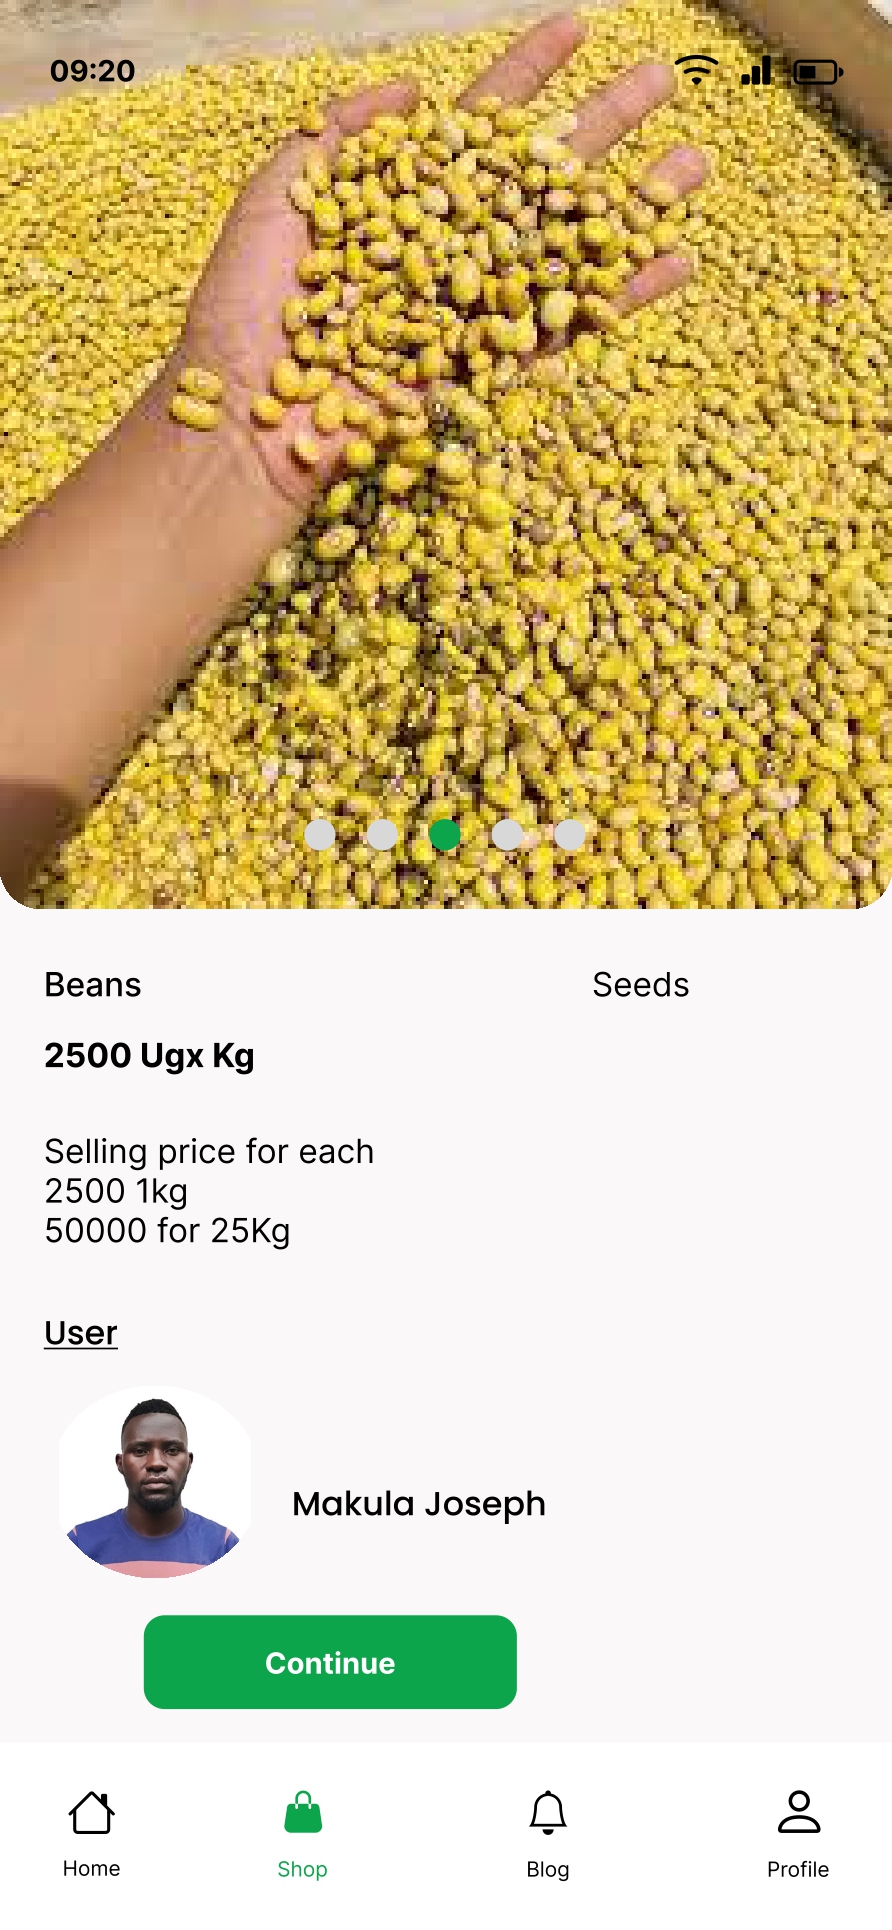 09:20
Beans
Seeds
2500 Ugx Kg
Selling price for each
2500 1kg
50000 for 25Kg
User
Makula Joseph
Continue
Home
Shop
Blog
Profile